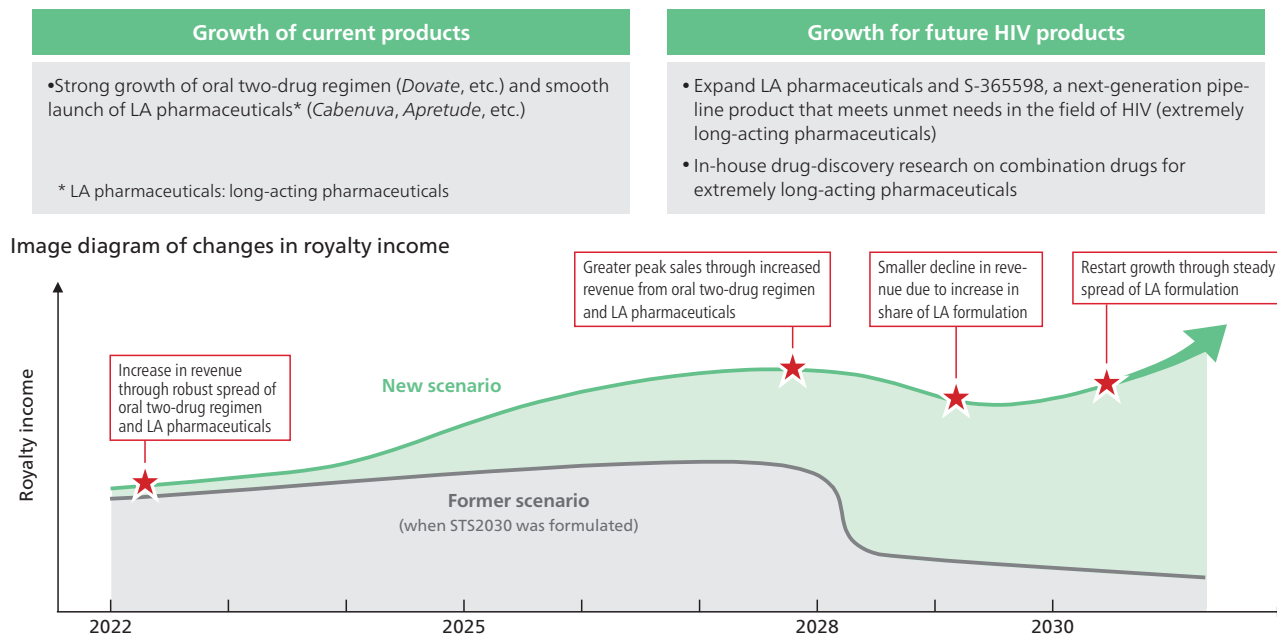 Growth of current products
•Strong growth of oral two-drug regimen (Dovate, etc.) and smooth
launch of LA pharmaceuticals* (Cabenuva, Apretude, etc.)
* LA pharmaceuticals: long-acting pharmaceuticals
Growth for future HIV products
• Expand LA pharmaceuticals and S-365598, a next-generation pipe-
line product that meets unmet needs in the field of HIV (extremely
long-acting pharmaceuticals)
• In-house drug-discovery research on combination drugs for
extremely long-acting pharmaceuticals
Image diagram of changes in royalty income
Royalty income
Increase in revenue
through robust spread of
oral two-drug regimen
and LA pharmaceuticals
Greater peak sales through increased
revenue from oral two-drug regimen
and LA pharmaceuticals
Smaller decline in reve-
nue due to increase in
share of LA formulation
Restart growth through steady
spread of LA formulation
New scenario
Former scenario
(when STS2030 was formulated)
2022 2025 2028 2030